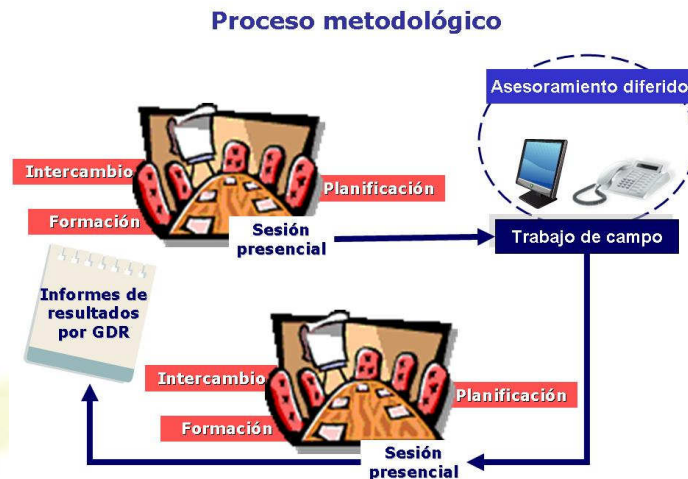 Proceso metodológico
Asesoramiento diferido
Intercambio
Planificación
Formación
Sesión
presencial
Trabajo de campo
Informes de
resultados
por GDR
Intercambio
Planificación
Formación
Sesión
presencial